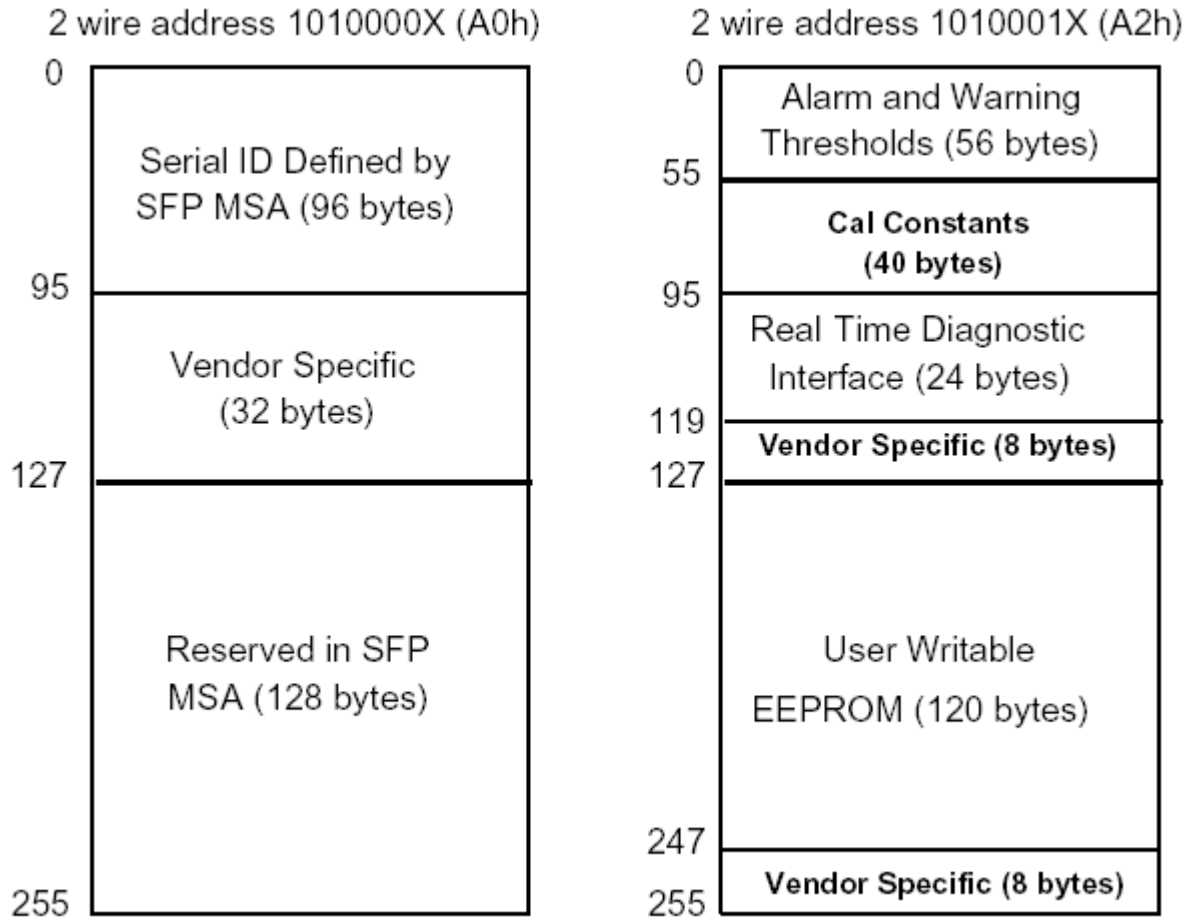 2 wire address 1010000X (A0h)
0
Serial ID Defined by
SFP MSA (96 bytes)
95
Vendor Specific
(32 bytes)
127
Reserved in SFP
MSA (128 bytes)
255
2 wire address 1010001X (A2h)
0
Alarm and Warning
Thresholds (56 bytes)
55
Cal Constants
(40 bytes)
95
Real Time Diagnostic
Interface (24 bytes)
119
Vendor Specific (8 bytes)
127
User Writable
EEPROM (120 bytes)
247
Vendor Specific (8 bytes)
255